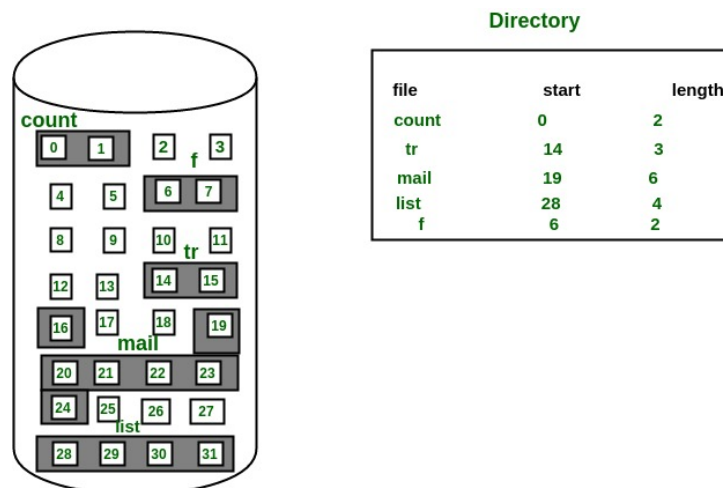 Directory
file start length
count 0 2
tr 14 3
mail 19 6
list 28 4
f 6 2
count
0 1 2 3
f
4 5 6 7
8 9 10 11
tr
12 13 14 15
16 17 18 19
mail
20 21 22 23
24 25 26 27
list
28 29 30 31